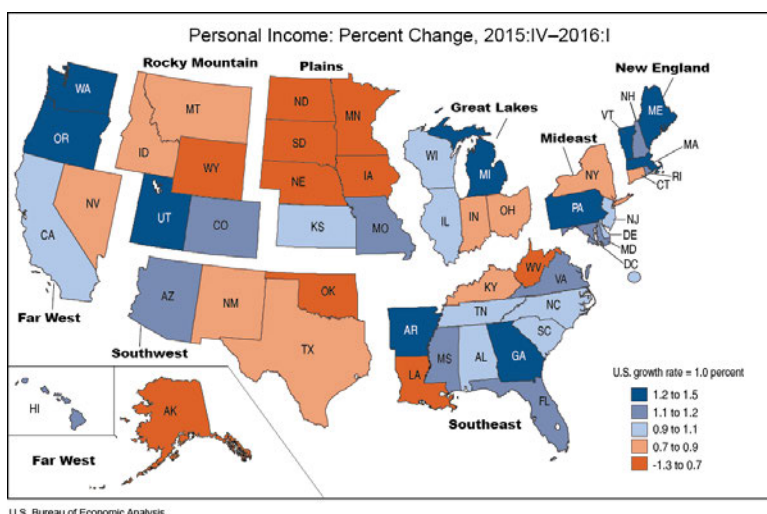 Personal Income: Percent Change, 2015:IV–2016:I
Rocky Mountain
Plains
New England
Great Lakes
Mideast
WA
OR
CA
NV
ID
MT
WY
UT
CO
ND
SD
NE
KS
MN
IA
MO
WI
MI
IL
IN
OH
NH
VT
ME
MA
RI
CT
NY
PA
NJ
DE
MD
DC
Far West
AZ
NM
OK
TX
Southwest
KY
WV
VA
TN
NC
SC
AR
MS
AL
GA
LA
FL
Southeast
HI
AK
Far West
U.S. growth rate = 1.0 percent
1.2 to 1.5
1.1 to 1.2
0.9 to 1.1
0.7 to 0.9
-1.3 to 0.7
U.S. Bureau of Economic Analysis